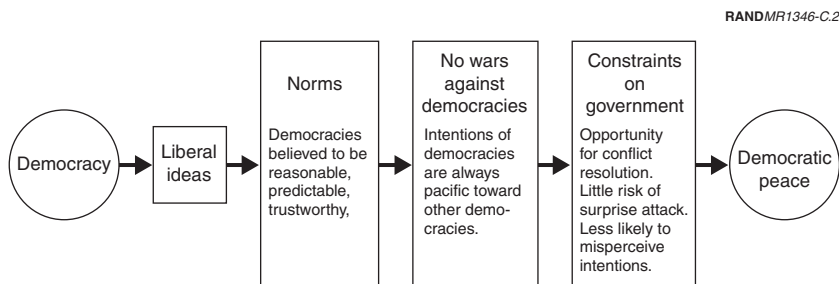 RANDMR1346-C.2
Democracy
Liberal
ideas
Norms
Democracies
believed to be
reasonable,
predictable,
trustworthy,
No wars
against
democracies
Intentions of
democracies
are always
pacific toward
other demo-
cracies.
Constraints
on
government
Opportunity
for conflict
resolution.
Little risk of
surprise attack.
Less likely to
misperceive
intentions.
Democratic
peace